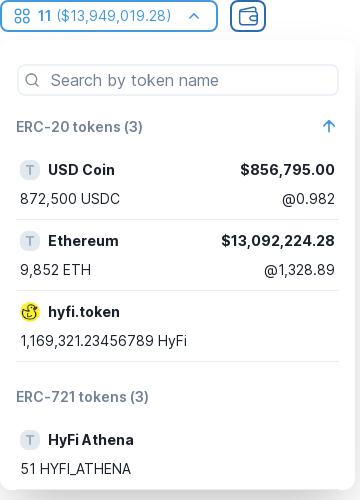 11 ($13,949,019.28)
Search by token name
ERC-20 tokens (3)
T USD Coin $856,795.00
872,500 USDC @0.982
T Ethereum $13,092,224.28
9,852 ETH @1,328.89
hyfi.token
1,169,321.23456789 HyFi
ERC-721 tokens (3)
T HyFi Athena
51 HYFI_ATHENA